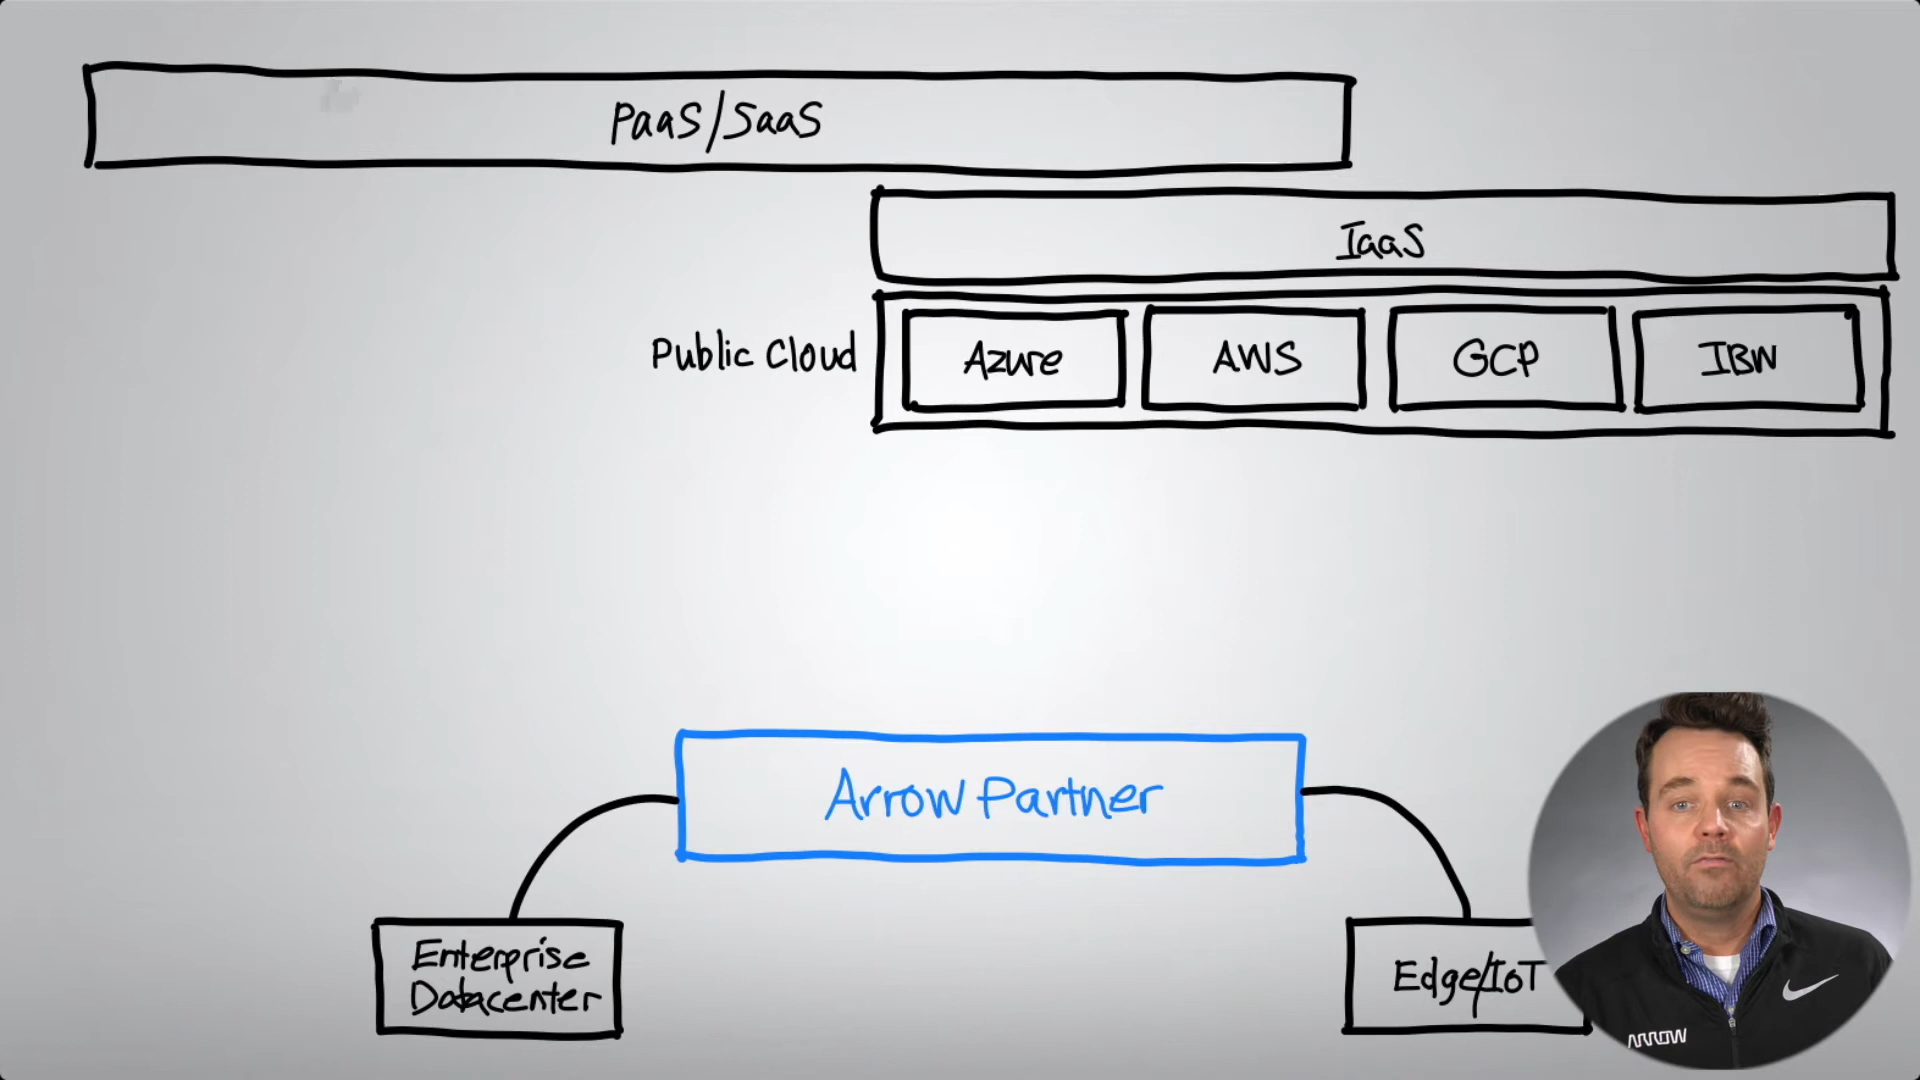 PaaS/SaaS
IaaS
Public Cloud
Azure
AWS
GCP
IBM
Arrow Partner
Enterprise
Datacenter
Edge/IoT
ARROW